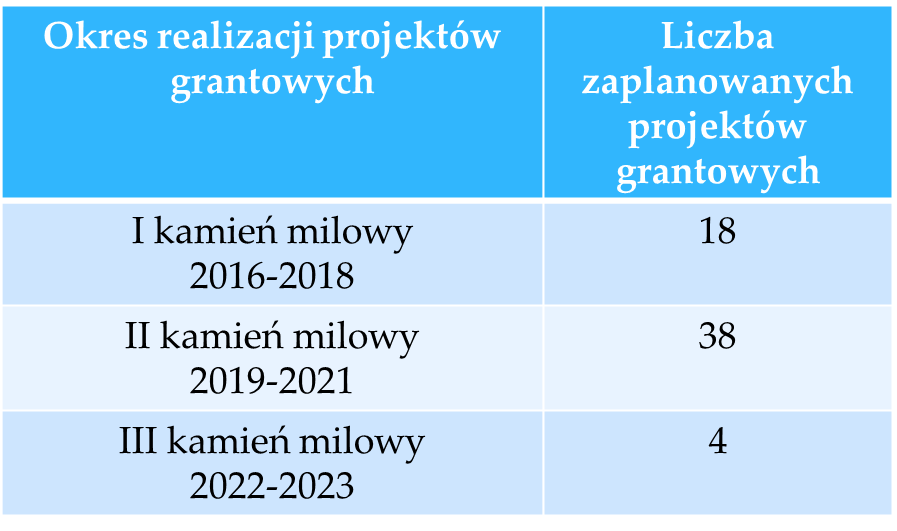 Okres realizacji projektów
grantowych
Liczba
zaplanowanych
projektów
grantowych
I kamień milowy
2016-2018
18
II kamień milowy
2019-2021
38
III kamień milowy
2022-2023
4